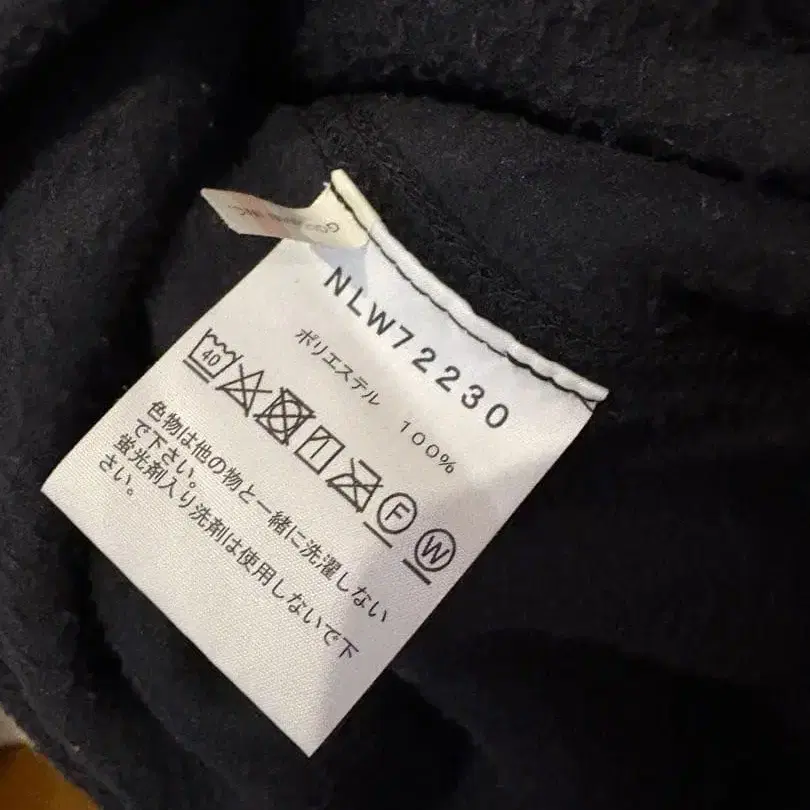 NLW72230
ポリエステル 100%
40
F W
色物は他の物と一緒に洗濯しない
で下さい。
蛍光剤入り洗剤は使用しないで下
さい。